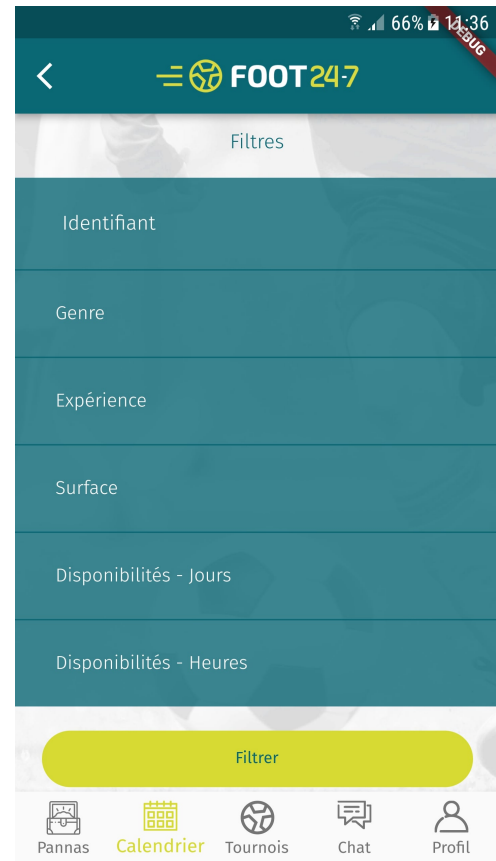 66% 11:36
DEBUG
FOOT24-7
Filtres
Identifiant
Genre
Expérience
Surface
Disponibilités - Jours
Disponibilités - Heures
Filtrer
Pannas Calendrier Tournois Chat Profil